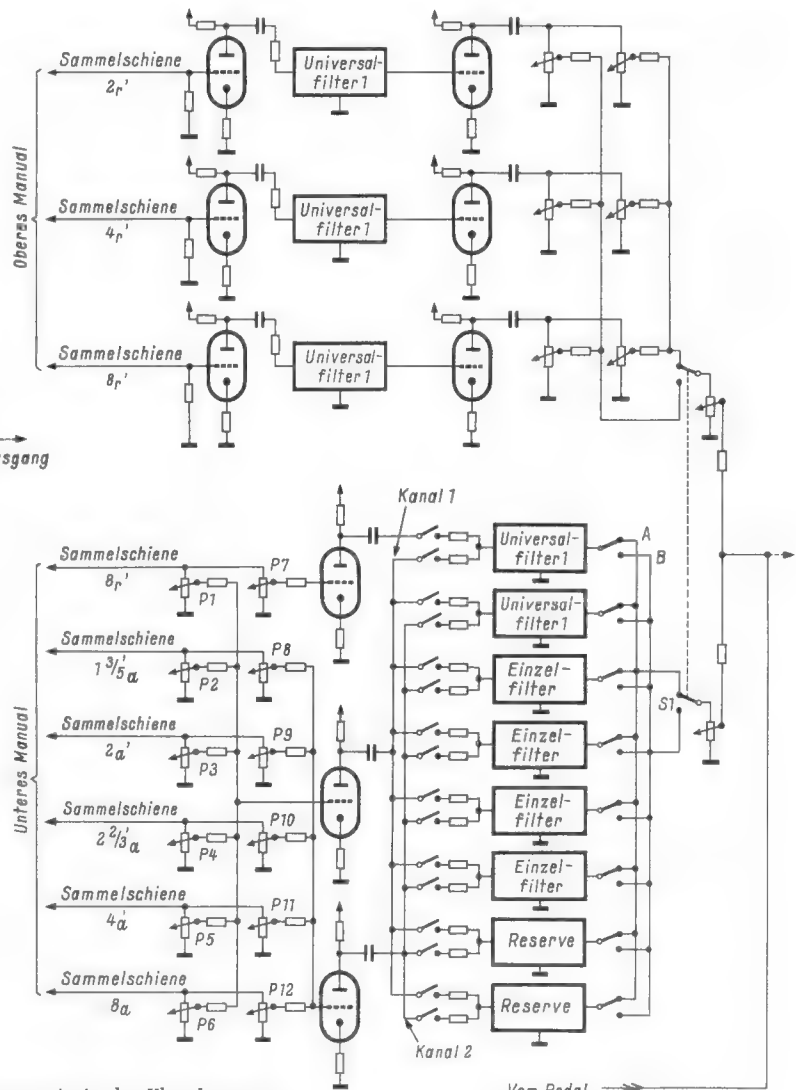 Sammelschiene
2r'
Universal-
filter 1
Oberes Manual
Sammelschiene
4r'
Universal-
filter 1
Sammelschiene
8r'
Universal-
filter 1
Kanal 1
Sammelschiene
8r'
P1
P7
Universal-
filter 1
A
B
Universal-
filter 1
Sammelschiene
1 3/5'a
P2
P8
Einzel-
filter
S1
Unteres Manual
Sammelschiene
2a'
P3
P9
Einzel-
filter
Sammelschiene
2 2/3'a
P4
P10
Einzel-
filter
Einzel-
filter
Sammelschiene
4a'
P5
P11
Reserve
Sammelschiene
8a
P6
P12
Reserve
Kanal 2
Vom Pedal